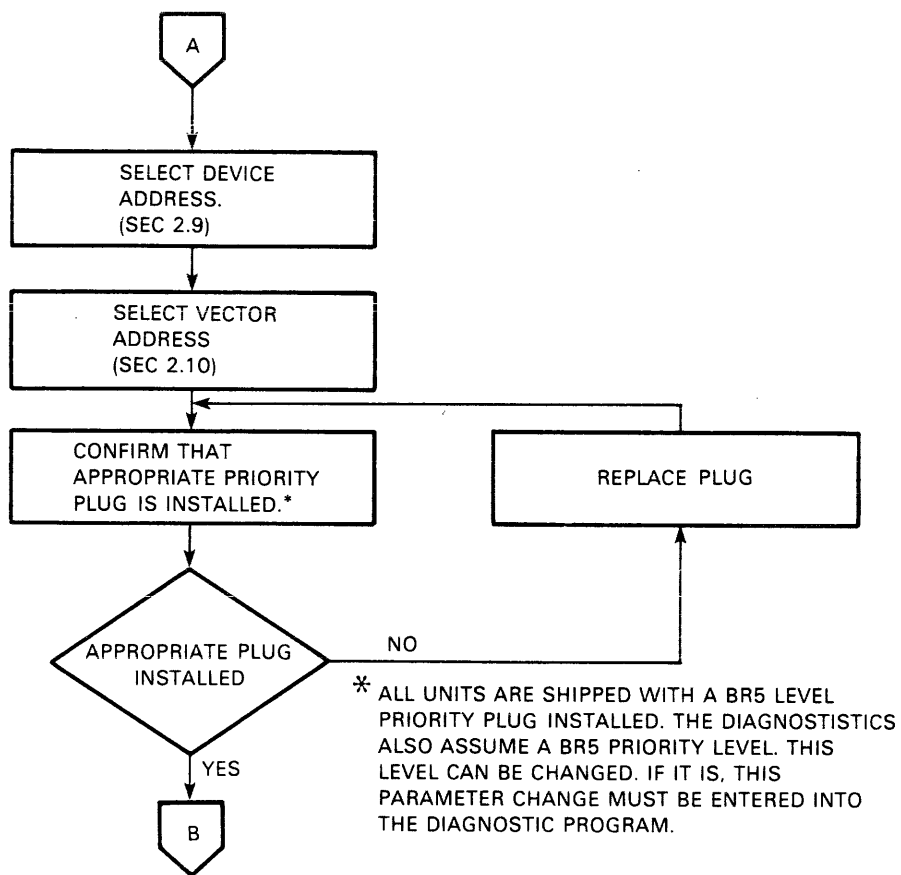 A
SELECT DEVICE
ADDRESS.
(SEC 2.9)
SELECT VECTOR
ADDRESS
(SEC 2.10)
CONFIRM THAT
APPROPRIATE PRIORITY
PLUG IS INSTALLED.*
REPLACE PLUG
APPROPRIATE PLUG
INSTALLED
NO
YES
B
* ALL UNITS ARE SHIPPED WITH A BR5 LEVEL
PRIORITY PLUG INSTALLED. THE DIAGNOSTISTICS
ALSO ASSUME A BR5 PRIORITY LEVEL. THIS
LEVEL CAN BE CHANGED. IF IT IS, THIS
PARAMETER CHANGE MUST BE ENTERED INTO
THE DIAGNOSTIC PROGRAM.